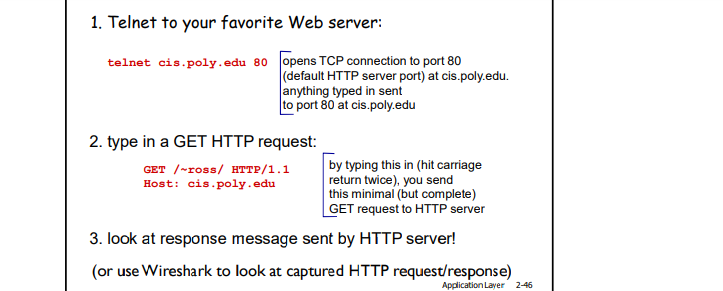 1. Telnet to your favorite Web server:
telnet cis.poly.edu 80
opens TCP connection to port 80
(default HTTP server port) at cis.poly.edu.
anything typed in sent
to port 80 at cis.poly.edu
2. type in a GET HTTP request:
GET /~ross/ HTTP/1.1
Host: cis.poly.edu
by typing this in (hit carriage
return twice), you send
this minimal (but complete)
GET request to HTTP server
3. look at response message sent by HTTP server!
(or use Wireshark to look at captured HTTP request/response)
Application Layer 2-46